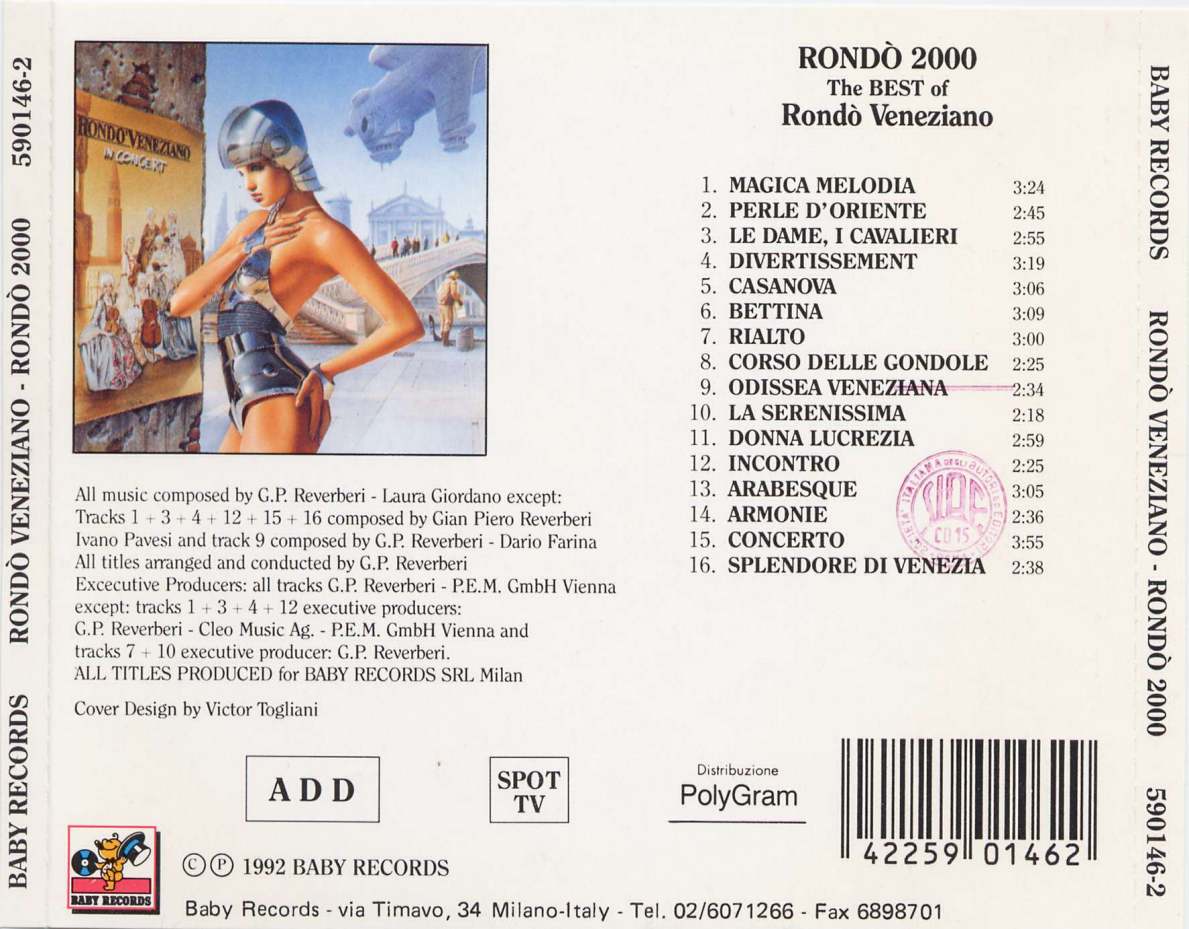 BABY RECORDS RONDÒ VENEZIANO - RONDÒ 2000 590146-2
RONDO' VENEZIANO
IN CONCERT
RONDÒ 2000
The BEST of
Rondò Veneziano
1. MAGICA MELODIA 3:24
2. PERLE D'ORIENTE 2:45
3. LE DAME, I CAVALIERI 2:55
4. DIVERTISSEMENT 3:19
5. CASANOVA 3:06
6. BETTINA 3:09
7. RIALTO 3:00
8. CORSO DELLE GONDOLE 2:25
9. ODISSEA VENEZIANA 2:34
10. LA SERENISSIMA 2:18
11. DONNA LUCREZIA 2:59
12. INCONTRO 2:25
13. ARABESQUE 3:05
14. ARMONIE 2:36
15. CONCERTO 3:55
16. SPLENDORE DI VENEZIA 2:38
ITALIANA DEGLI AUTORI ED EDITORI
SIAE
CD 15
All music composed by G.P. Reverberi - Laura Giordano except:
Tracks 1 + 3 + 4 + 12 + 15 + 16 composed by Gian Piero Reverberi
Ivano Pavesi and track 9 composed by G.P. Reverberi - Dario Farina
All titles arranged and conducted by G.P. Reverberi
Excecutive Producers: all tracks G.P. Reverberi - P.E.M. GmbH Vienna
except: tracks 1 + 3 + 4 + 12 executive producers:
G.P. Reverberi - Cleo Music Ag. - P.E.M. GmbH Vienna and
tracks 7 + 10 executive producer: G.P. Reverberi.
ALL TITLES PRODUCED for BABY RECORDS SRL Milan
Cover Design by Victor Togliani
ADD
SPOT
TV
Distribuzione
PolyGram
42259 01462
BABY RECORDS
© ℗ 1992 BABY RECORDS
Baby Records - via Timavo, 34 Milano-Italy - Tel. 02/6071266 - Fax 6898701
BABY RECORDS RONDÒ VENEZIANO - RONDÒ 2000 590146-2